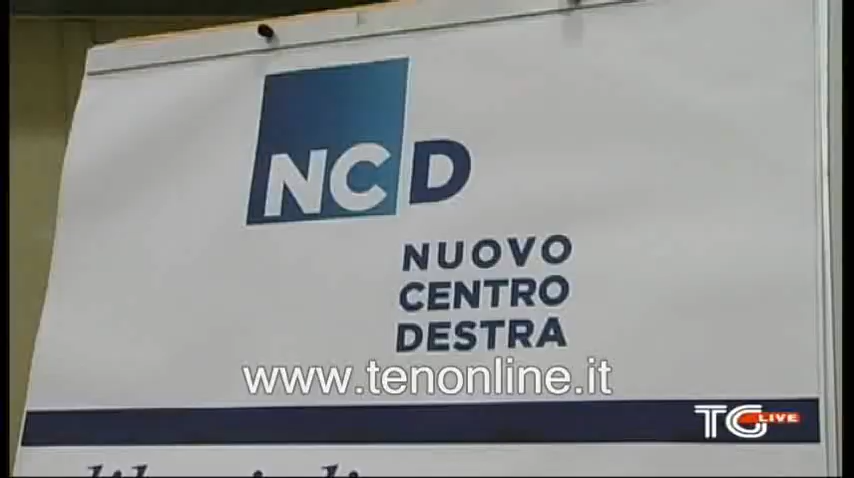 NCD
NUOVO
CENTRO
DESTRA
www.tenonline.it
TG LIVE